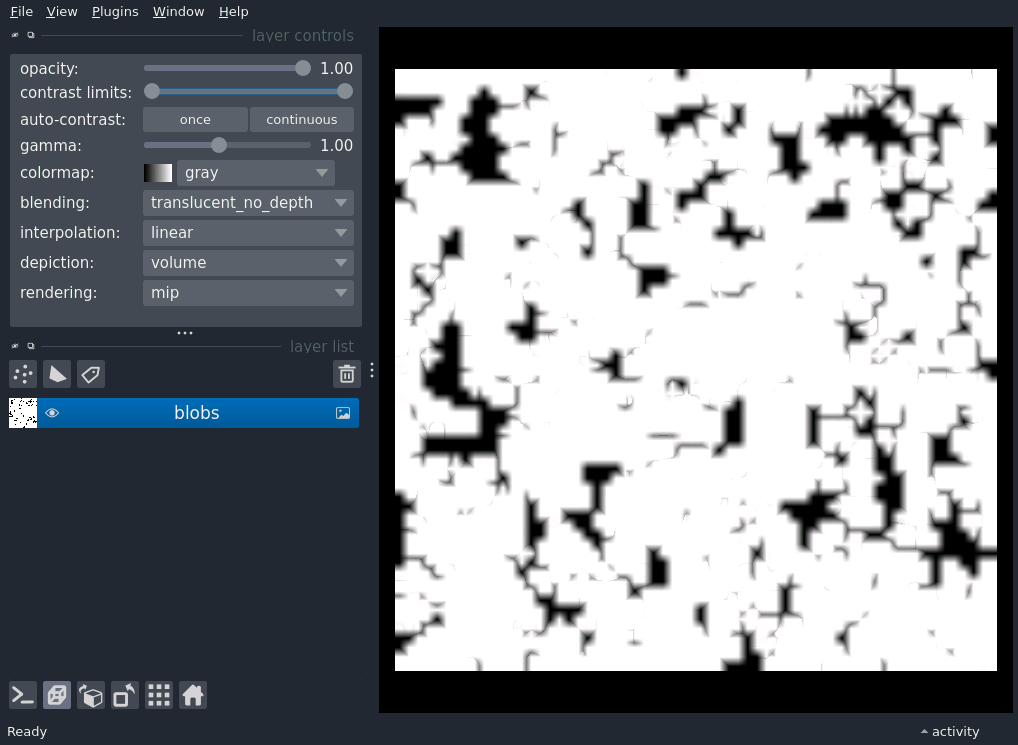 File View Plugins Window Help
layer controls
opacity: 1.00
contrast limits:
auto-contrast: once continuous
gamma: 1.00
colormap: gray
blending: translucent_no_depth
interpolation: linear
depiction: volume
rendering: mip
layer list
blobs
Ready activity